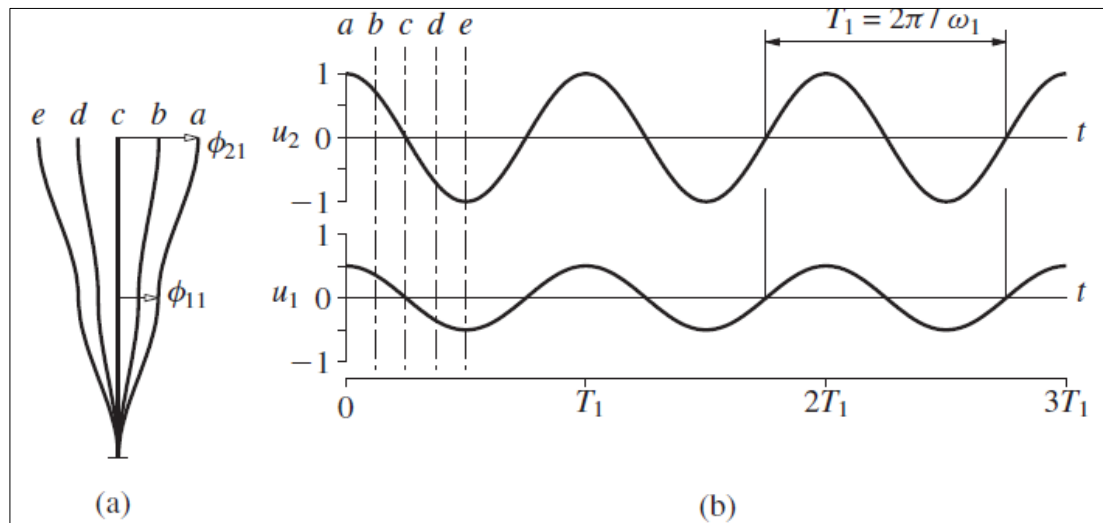 a b c d e
T₁ = 2π / ω₁
e d c b a
ϕ₂₁
ϕ₁₁
1
u₂ 0 t
−1
1
u₁ 0 t
−1
0 T₁ 2T₁ 3T₁
(a) (b)